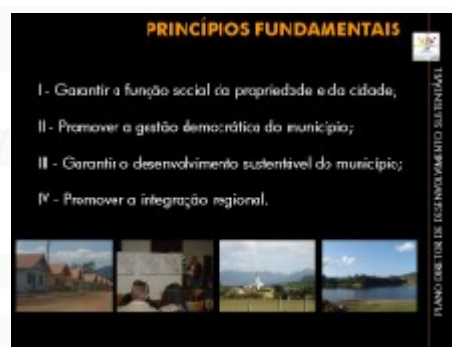 PRINCÍPIOS FUNDAMENTAIS
I - Garantir a função social da propriedade e da cidade;
II - Promover a gestão democrática do município;
III - Garantir o desenvolvimento sustentável do município;
IV - Promover a integração regional.
PLANO DIRETOR DE DESENVOLVIMENTO SUSTENTÁVEL